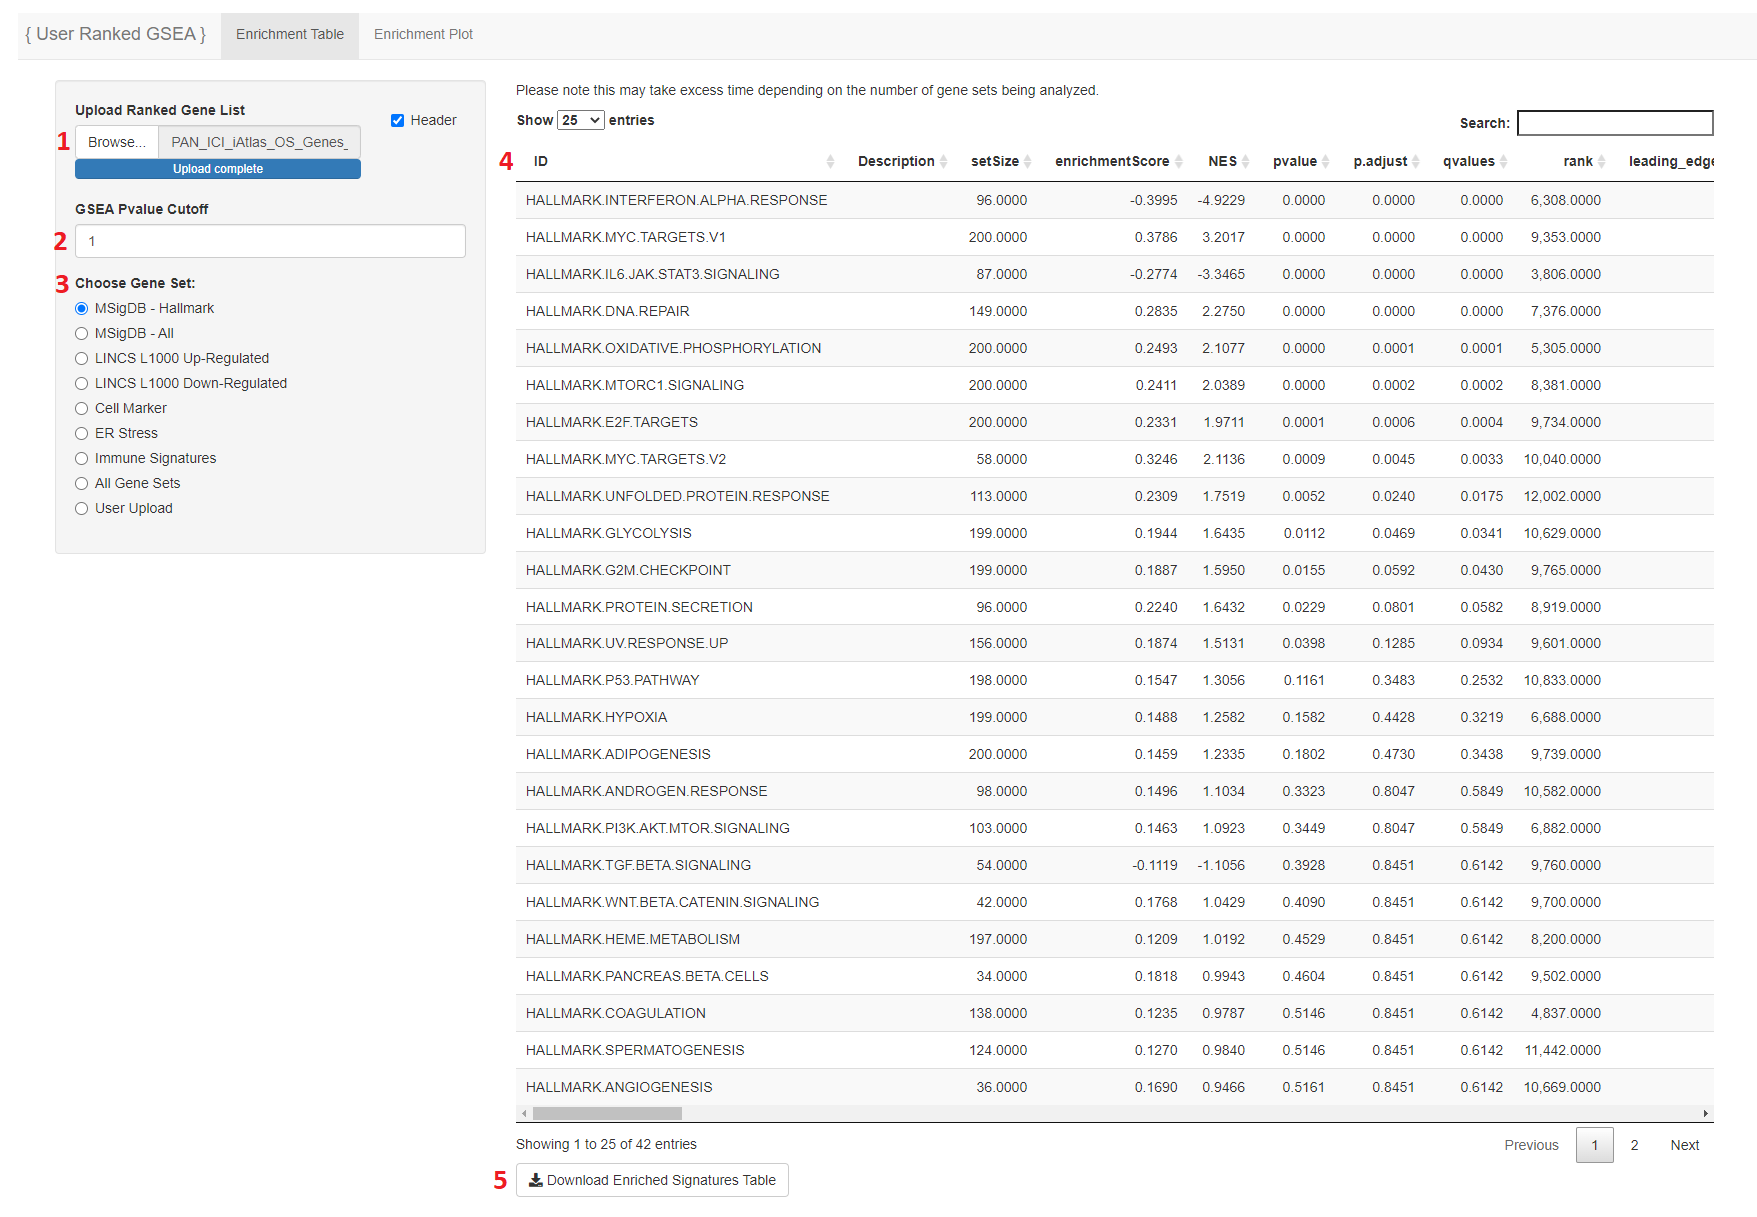 { User Ranked GSEA } Enrichment Table Enrichment Plot
Upload Ranked Gene List
Header
1 Browse... PAN_ICI_iAtlas_OS_Genes_
Upload complete
GSEA Pvalue Cutoff
2 1
3 Choose Gene Set:
MSigDB - Hallmark
MSigDB - All
LINCS L1000 Up-Regulated
LINCS L1000 Down-Regulated
Cell Marker
ER Stress
Immune Signatures
All Gene Sets
User Upload
Please note this may take excess time depending on the number of gene sets being analyzed.
Show 25 entries
Search:
4 ID Description setSize enrichmentScore NES pvalue p.adjust qvalues rank leading_edge
HALLMARK.INTERFERON.ALPHA.RESPONSE 96.0000 -0.3995 -4.9229 0.0000 0.0000 0.0000 6,308.0000
HALLMARK.MYC.TARGETS.V1 200.0000 0.3786 3.2017 0.0000 0.0000 0.0000 9,353.0000
HALLMARK.IL6.JAK.STAT3.SIGNALING 87.0000 -0.2774 -3.3465 0.0000 0.0000 0.0000 3,806.0000
HALLMARK.DNA.REPAIR 149.0000 0.2835 2.2750 0.0000 0.0000 0.0000 7,376.0000
HALLMARK.OXIDATIVE.PHOSPHORYLATION 200.0000 0.2493 2.1077 0.0000 0.0001 0.0001 5,305.0000
HALLMARK.MTORC1.SIGNALING 200.0000 0.2411 2.0389 0.0000 0.0002 0.0002 8,381.0000
HALLMARK.E2F.TARGETS 200.0000 0.2331 1.9711 0.0001 0.0006 0.0004 9,734.0000
HALLMARK.MYC.TARGETS.V2 58.0000 0.3246 2.1136 0.0009 0.0045 0.0033 10,040.0000
HALLMARK.UNFOLDED.PROTEIN.RESPONSE 113.0000 0.2309 1.7519 0.0052 0.0240 0.0175 12,002.0000
HALLMARK.GLYCOLYSIS 199.0000 0.1944 1.6435 0.0112 0.0469 0.0341 10,629.0000
HALLMARK.G2M.CHECKPOINT 199.0000 0.1887 1.5950 0.0155 0.0592 0.0430 9,765.0000
HALLMARK.PROTEIN.SECRETION 96.0000 0.2240 1.6432 0.0229 0.0801 0.0582 8,919.0000
HALLMARK.UV.RESPONSE.UP 156.0000 0.1874 1.5131 0.0398 0.1285 0.0934 9,601.0000
HALLMARK.P53.PATHWAY 198.0000 0.1547 1.3056 0.1161 0.3483 0.2532 10,833.0000
HALLMARK.HYPOXIA 199.0000 0.1488 1.2582 0.1582 0.4428 0.3219 6,688.0000
HALLMARK.ADIPOGENESIS 200.0000 0.1459 1.2335 0.1802 0.4730 0.3438 9,739.0000
HALLMARK.ANDROGEN.RESPONSE 98.0000 0.1496 1.1034 0.3323 0.8047 0.5849 10,582.0000
HALLMARK.PI3K.AKT.MTOR.SIGNALING 103.0000 0.1463 1.0923 0.3449 0.8047 0.5849 6,882.0000
HALLMARK.TGF.BETA.SIGNALING 54.0000 -0.1119 -1.1056 0.3928 0.8451 0.6142 9,760.0000
HALLMARK.WNT.BETA.CATENIN.SIGNALING 42.0000 0.1768 1.0429 0.4090 0.8451 0.6142 9,700.0000
HALLMARK.HEME.METABOLISM 197.0000 0.1209 1.0192 0.4529 0.8451 0.6142 8,200.0000
HALLMARK.PANCREAS.BETA.CELLS 34.0000 0.1818 0.9943 0.4604 0.8451 0.6142 9,502.0000
HALLMARK.COAGULATION 138.0000 0.1235 0.9787 0.5146 0.8451 0.6142 4,837.0000
HALLMARK.SPERMATOGENESIS 124.0000 0.1270 0.9840 0.5146 0.8451 0.6142 11,442.0000
HALLMARK.ANGIOGENESIS 36.0000 0.1690 0.9466 0.5161 0.8451 0.6142 10,669.0000
Showing 1 to 25 of 42 entries
Previous 1 2 Next
5 Download Enriched Signatures Table